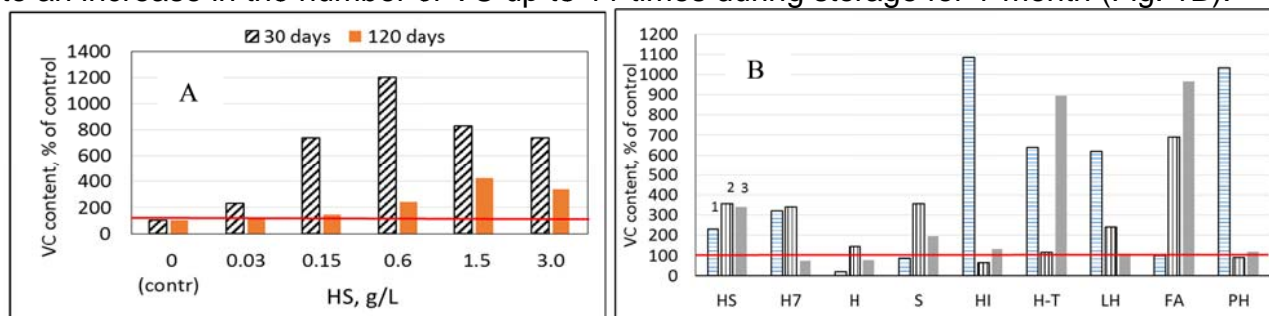 to an increase in the number of VC up to 11 times during storage for 1 month (Fig. 1B).
30 days 120 days
A
VC content, % of control
1400
1200
1000
800
600
400
200
0
0 0.03 0.15 0.6 1.5 3.0
(contr)
HS, g/L
B
VC content, % of control
1200
1100
1000
900
800
700
600
500
400
300
200
100
0
1 2 3
HS H7 H S HI H-T LH FA PH